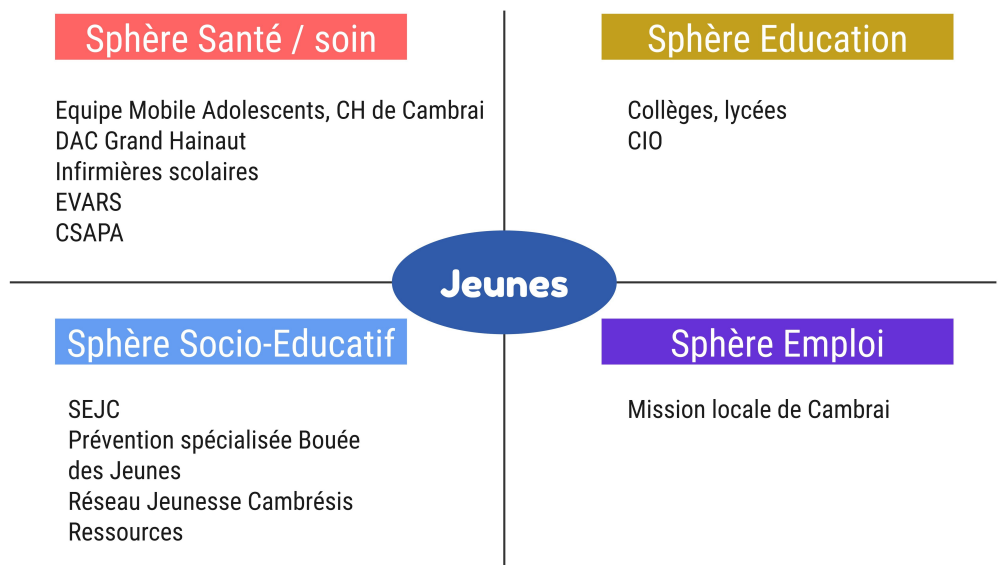 Sphère Santé / soin
Equipe Mobile Adolescents, CH de Cambrai
DAC Grand Hainaut
Infirmières scolaires
EVARS
CSAPA
Sphère Education
Collèges, lycées
CIO
Jeunes
Sphère Socio-Educatif
SEJC
Prévention spécialisée Bouée
des Jeunes
Réseau Jeunesse Cambrésis
Ressources
Sphère Emploi
Mission locale de Cambrai